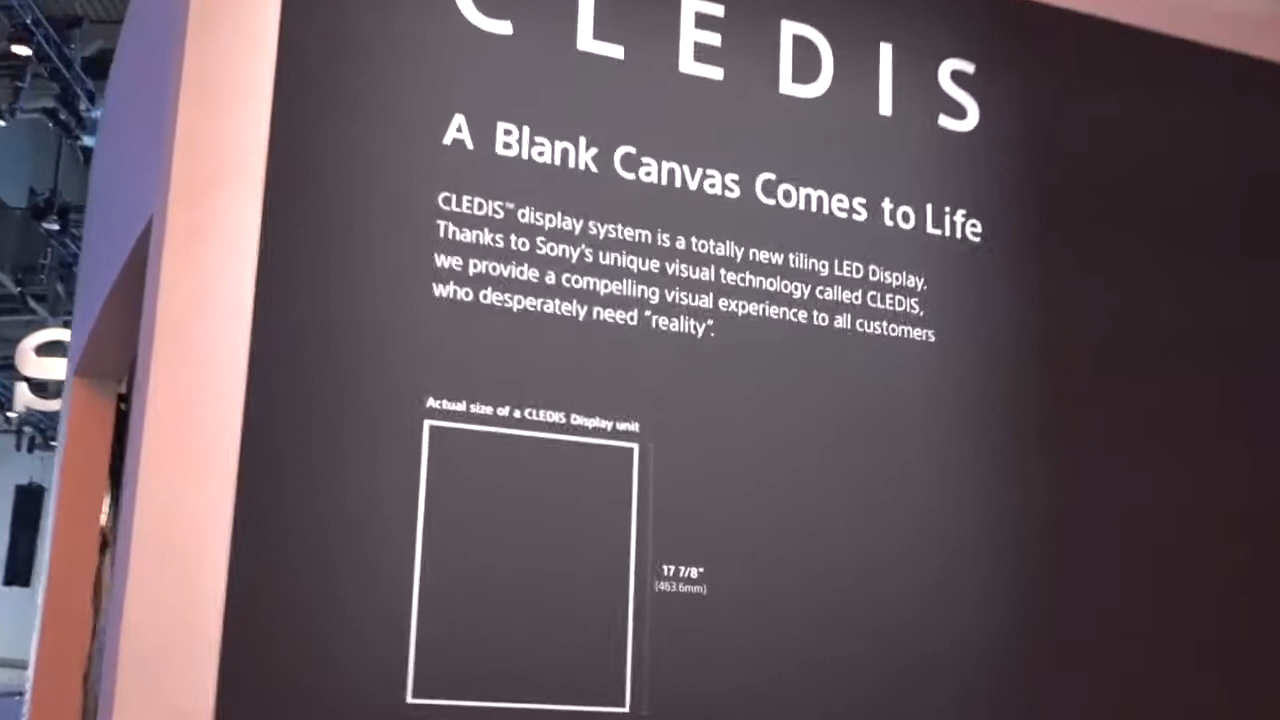 CLEDIS
A Blank Canvas Comes to Life
CLEDIS™ display system is a totally new tiling LED Display.
Thanks to Sony's unique visual technology called CLEDIS,
we provide a compelling visual experience to all customers
who desperately need "reality".
Actual size of a CLEDIS Display unit
17 7/8"
(453.6mm)
S